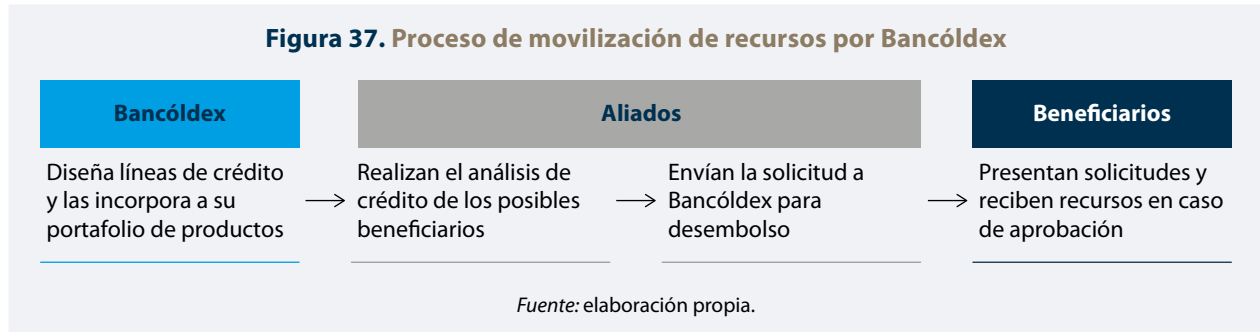 Figura 37. Proceso de movilización de recursos por Bancóldex
Bancóldex
Diseña líneas de crédito
y las incorpora a su
portafolio de productos
Aliados
Realizan el análisis de
crédito de los posibles
beneficiarios
Envían la solicitud a
Bancóldex para
desembolso
Beneficiarios
Presentan solicitudes y
reciben recursos en caso
de aprobación
Fuente: elaboración propia.